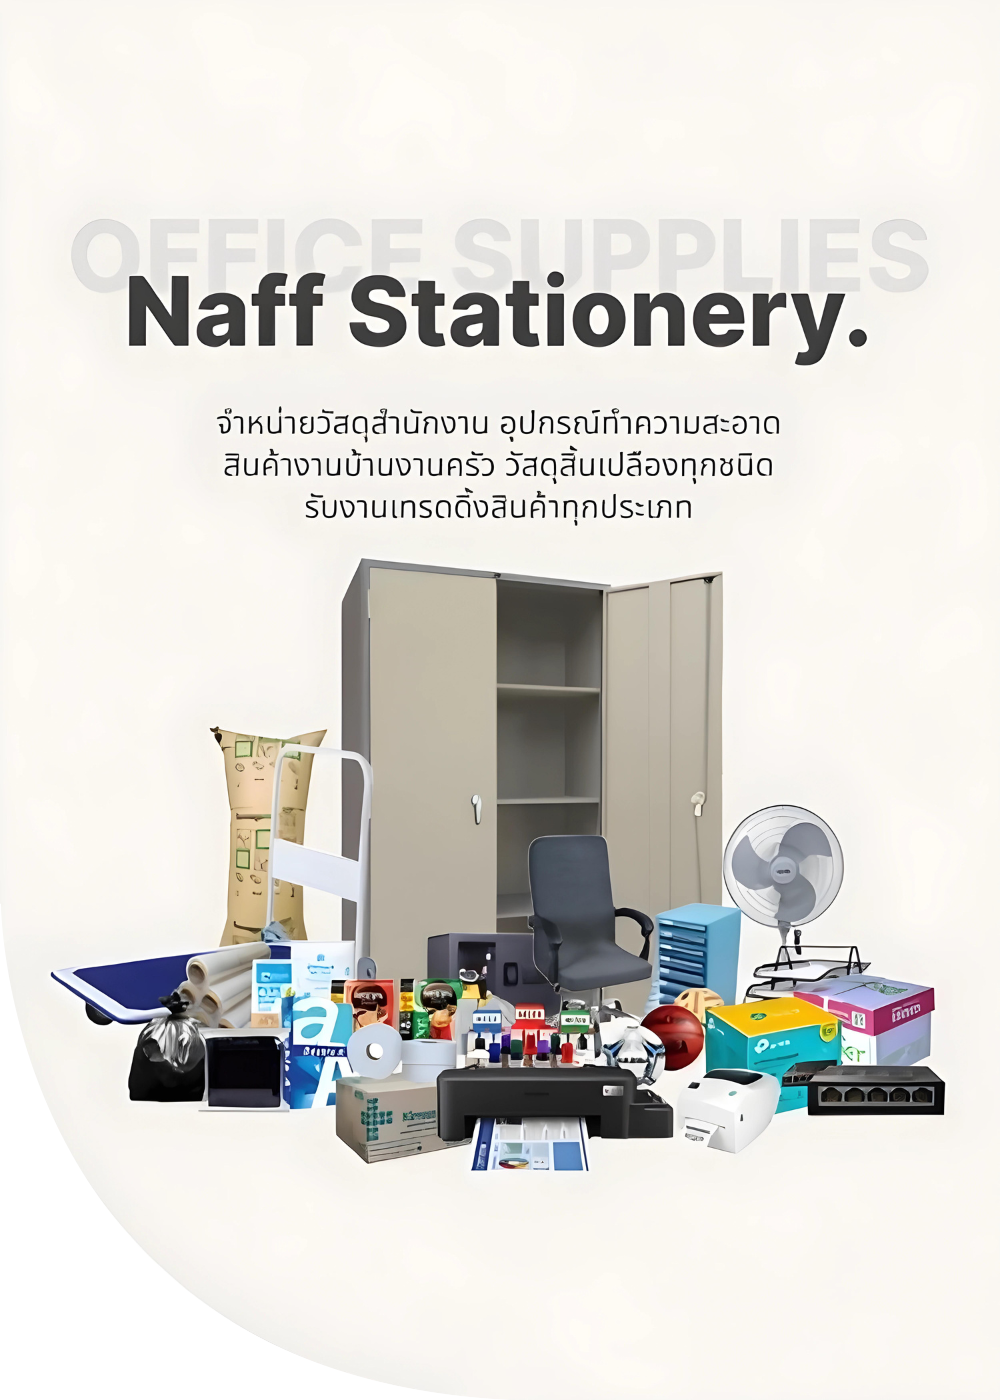 OFFICE SUPPLIES
Naff Stationery.
จำหน่ายวัสดุสำนักงาน อุปกรณ์ทำความสะอาด
สินค้างานบ้านงานครัว วัสดุสิ้นเปลืองทุกชนิด
รับงานเทรดดิ้งสินค้าทุกประเภท